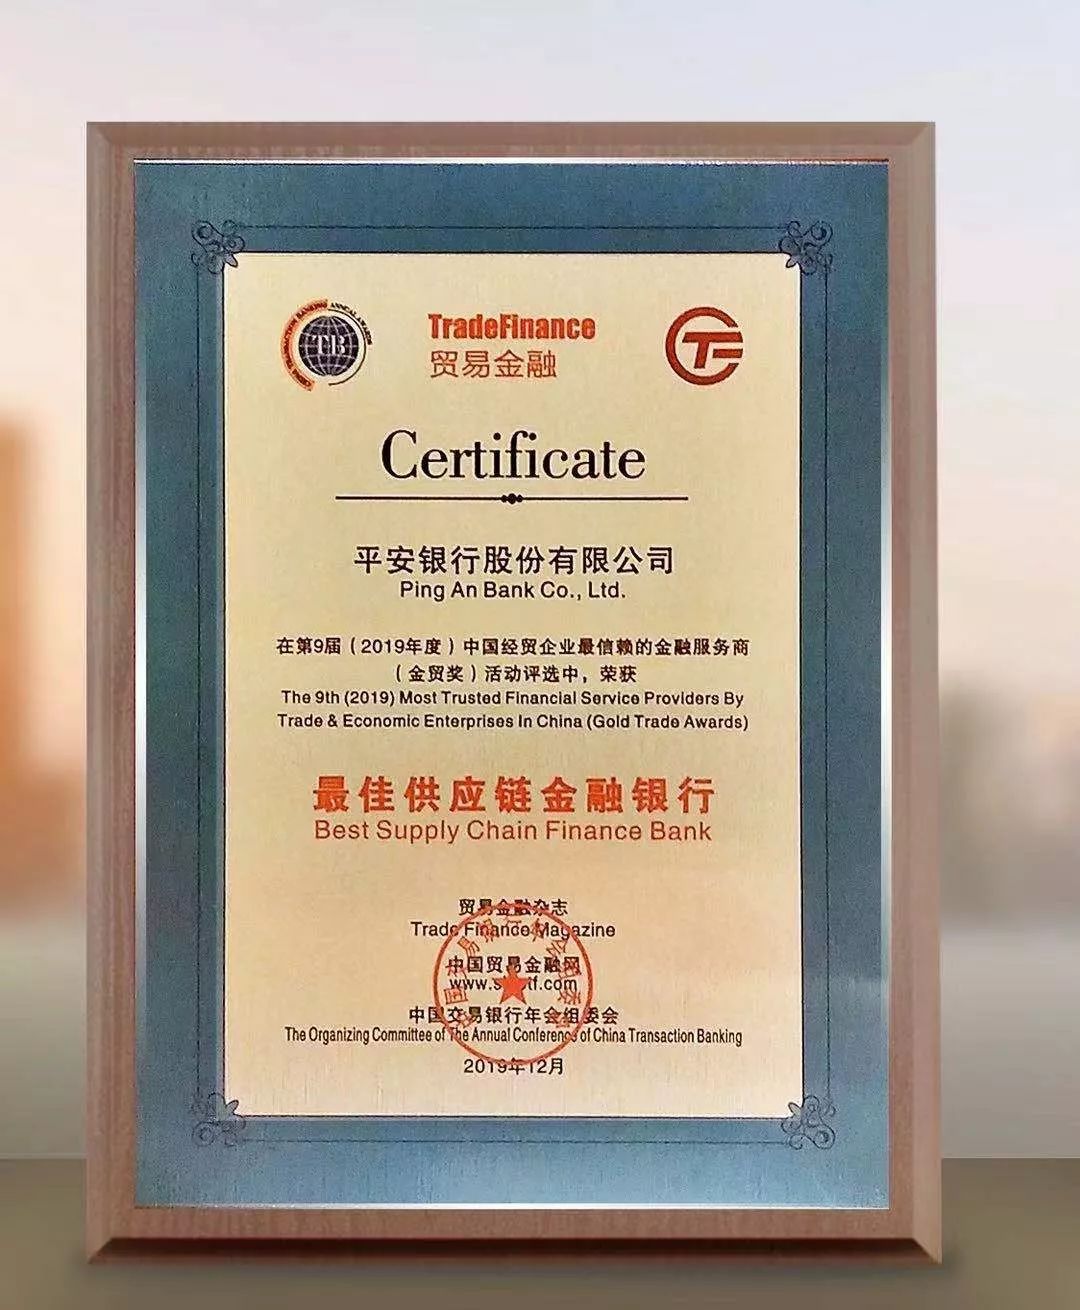 CHINA TRANSACTION BANKING ANNUAL AWARDS
TB
TradeFinance
贸易金融
Certificate
平安银行股份有限公司
Ping An Bank Co., Ltd.
在第9届（2019年度）中国经贸企业最信赖的金融服务商
（金贸奖）活动评选中，荣获
The 9th (2019) Most Trusted Financial Service Providers By
Trade & Economic Enterprises In China (Gold Trade Awards)
最佳供应链金融银行
Best Supply Chain Finance Bank
贸易金融杂志
Trade Finance Magazine
中国贸易金融网
中国交易银行年会组委会
The Organizing Committee of The Annual Conference of China Transaction Banking
2019年12月